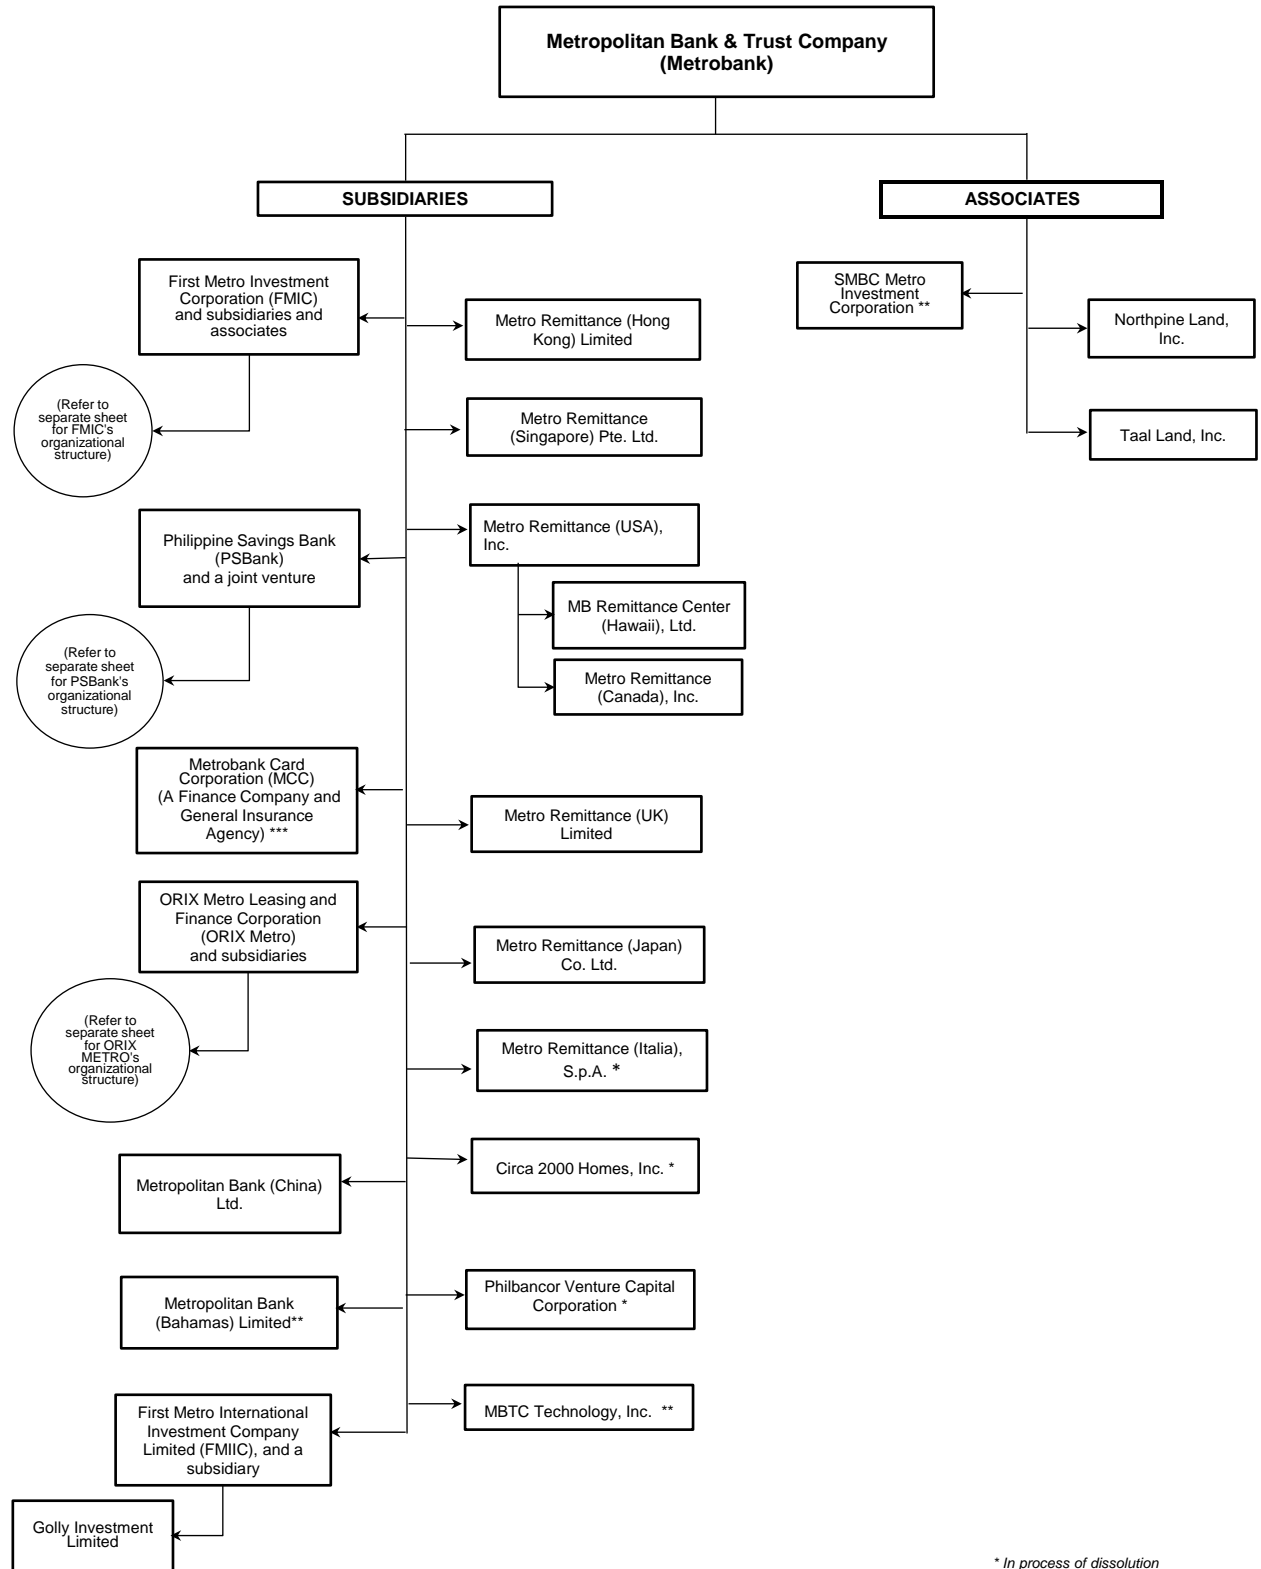 Metropolitan Bank & Trust Company
(Metrobank)
SUBSIDIARIES
ASSOCIATES
First Metro Investment
Corporation (FMIC)
and subsidiaries and
associates
(Refer to
separate sheet
for FMIC's
organizational
structure)
Metro Remittance (Hong
Kong) Limited
Metro Remittance
(Singapore) Pte. Ltd.
SMBC Metro
Investment
Corporation **
Northpine Land,
Inc.
Taal Land, Inc.
Philippine Savings Bank
(PSBank)
and a joint venture
(Refer to
separate sheet
for PSBank's
organizational
structure)
Metro Remittance (USA),
Inc.
MB Remittance Center
(Hawaii), Ltd.
Metro Remittance
(Canada), Inc.
Metrobank Card
Corporation (MCC)
(A Finance Company and
General Insurance
Agency) ***
Metro Remittance (UK)
Limited
ORIX Metro Leasing and
Finance Corporation
(ORIX Metro)
and subsidiaries
(Refer to
separate sheet
for ORIX
METRO's
organizational
structure)
Metro Remittance (Japan)
Co. Ltd.
Metro Remittance (Italia),
S.p.A. *
Metropolitan Bank (China)
Ltd.
Circa 2000 Homes, Inc. *
Metropolitan Bank
(Bahamas) Limited**
Philbancor Venture Capital
Corporation *
First Metro International
Investment Company
Limited (FMIIC), and a
subsidiary
MBTC Technology, Inc. **
Golly Investment
Limited
* In process of dissolution